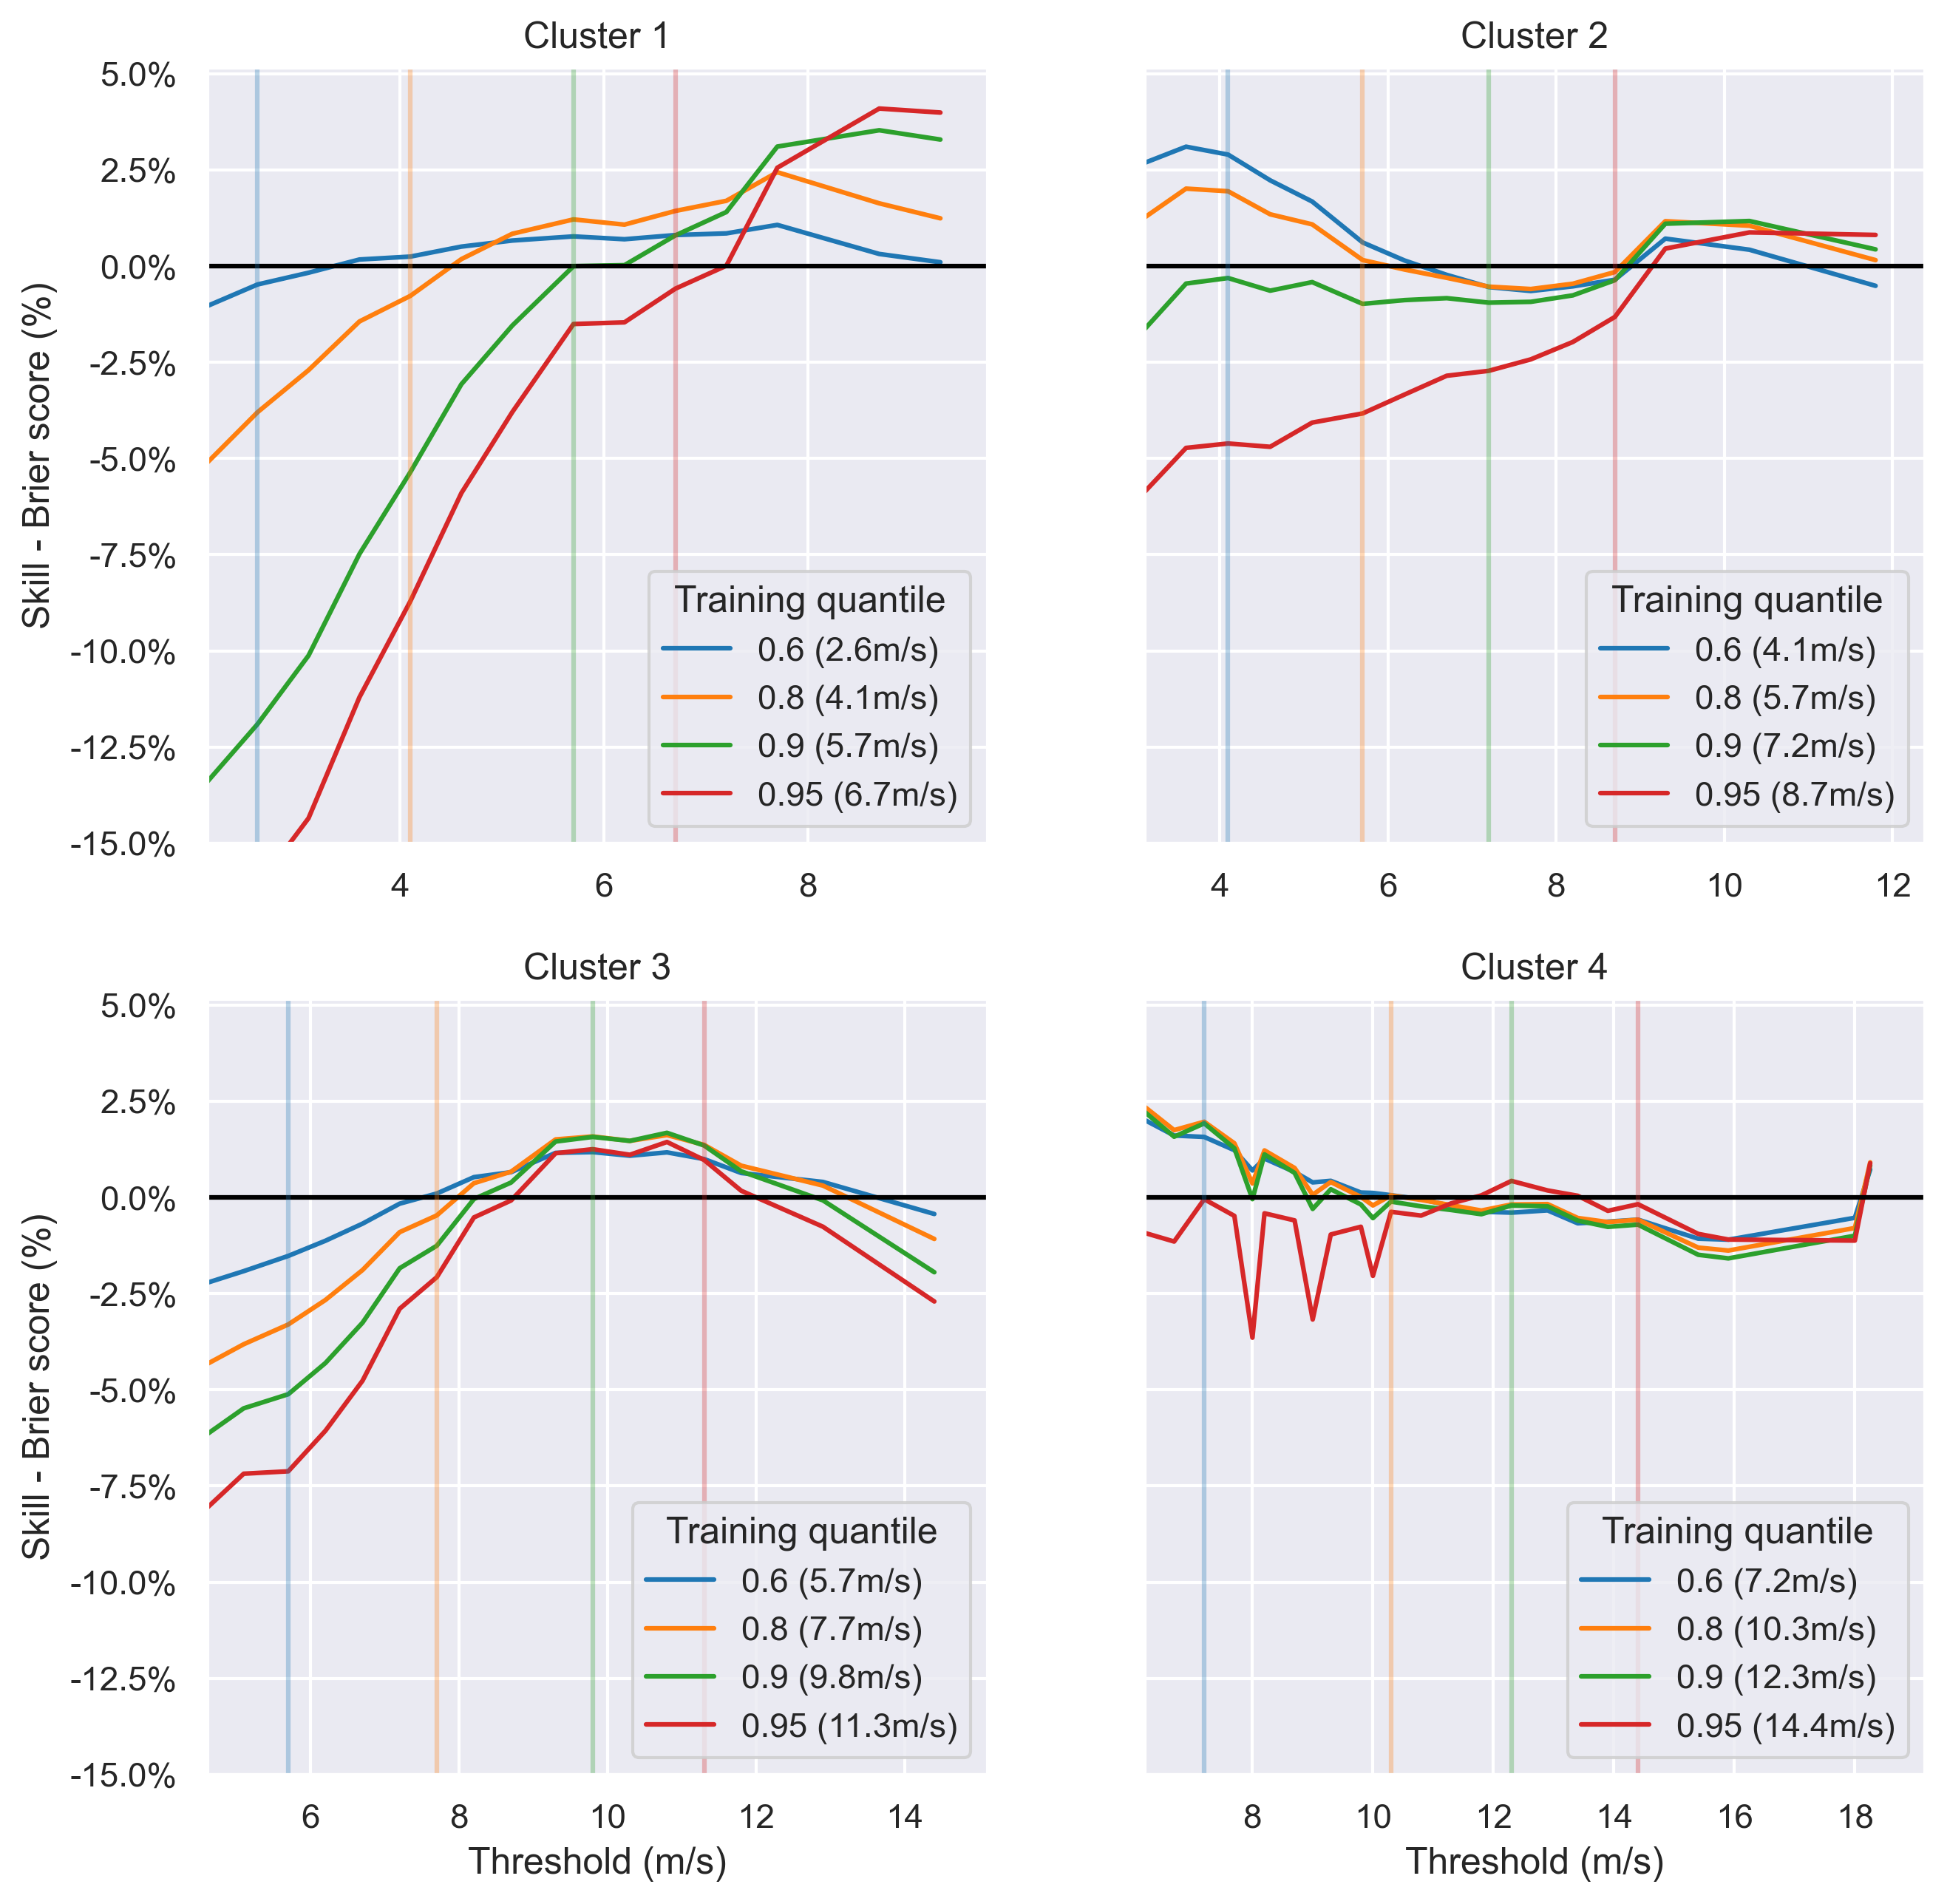 Cluster 1
Cluster 2
Skill - Brier score (%)
5.0%
2.5%
0.0%
-2.5%
-5.0%
-7.5%
-10.0%
-12.5%
-15.0%
Training quantile
0.6 (2.6m/s)
0.8 (4.1m/s)
0.9 (5.7m/s)
0.95 (6.7m/s)
4 6 8
Training quantile
0.6 (4.1m/s)
0.8 (5.7m/s)
0.9 (7.2m/s)
0.95 (8.7m/s)
4 6 8 10 12
Cluster 3
Cluster 4
Skill - Brier score (%)
5.0%
2.5%
0.0%
-2.5%
-5.0%
-7.5%
-10.0%
-12.5%
-15.0%
Training quantile
0.6 (5.7m/s)
0.8 (7.7m/s)
0.9 (9.8m/s)
0.95 (11.3m/s)
6 8 10 12 14
Threshold (m/s)
Training quantile
0.6 (7.2m/s)
0.8 (10.3m/s)
0.9 (12.3m/s)
0.95 (14.4m/s)
8 10 12 14 16 18
Threshold (m/s)